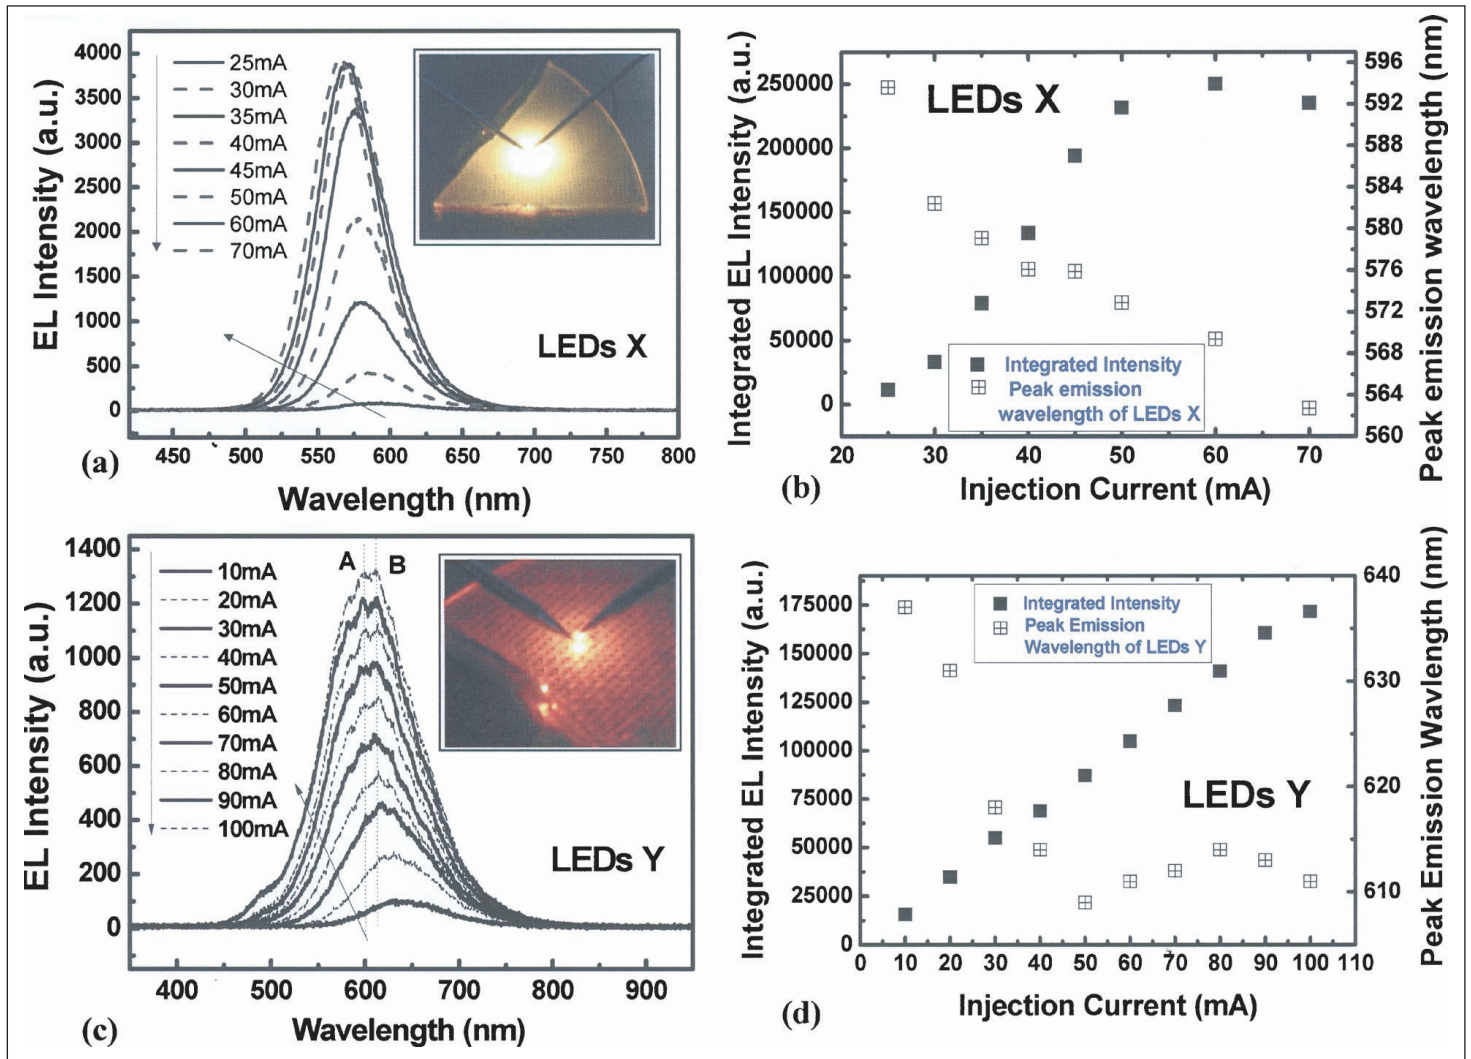 4000
3500
3000
2500
2000
1500
1000
500
0
EL Intensity (a.u.)
25mA
30mA
35mA
40mA
45mA
50mA
60mA
70mA
LEDs X
450 500 550 600 650 700 750 800
Wavelength (nm)
(a)
250000
200000
150000
100000
50000
0
Integrated EL Intensity (a.u.)
LEDs X
Integrated Intensity
Peak emission
wavelength of LEDs X
596
592
588
584
580
576
572
568
564
560
Peak emission wavelength (nm)
20 30 40 50 60 70
Injection Current (mA)
(b)
1400
1200
1000
800
600
400
200
0
EL Intensity (a.u.)
10mA
20mA
30mA
40mA
50mA
60mA
70mA
80mA
90mA
100mA
A B
LEDs Y
400 500 600 700 800 900
Wavelength (nm)
(c)
175000
150000
125000
100000
75000
50000
25000
0
Integrated EL Intensity (a.u.)
Integrated Intensity
Peak Emission
Wavelength of LEDs Y
LEDs Y
640
630
620
610
Peak Emission Wavlength (nm)
0 10 20 30 40 50 60 70 80 90 100 110
Injection Current (mA)
(d)